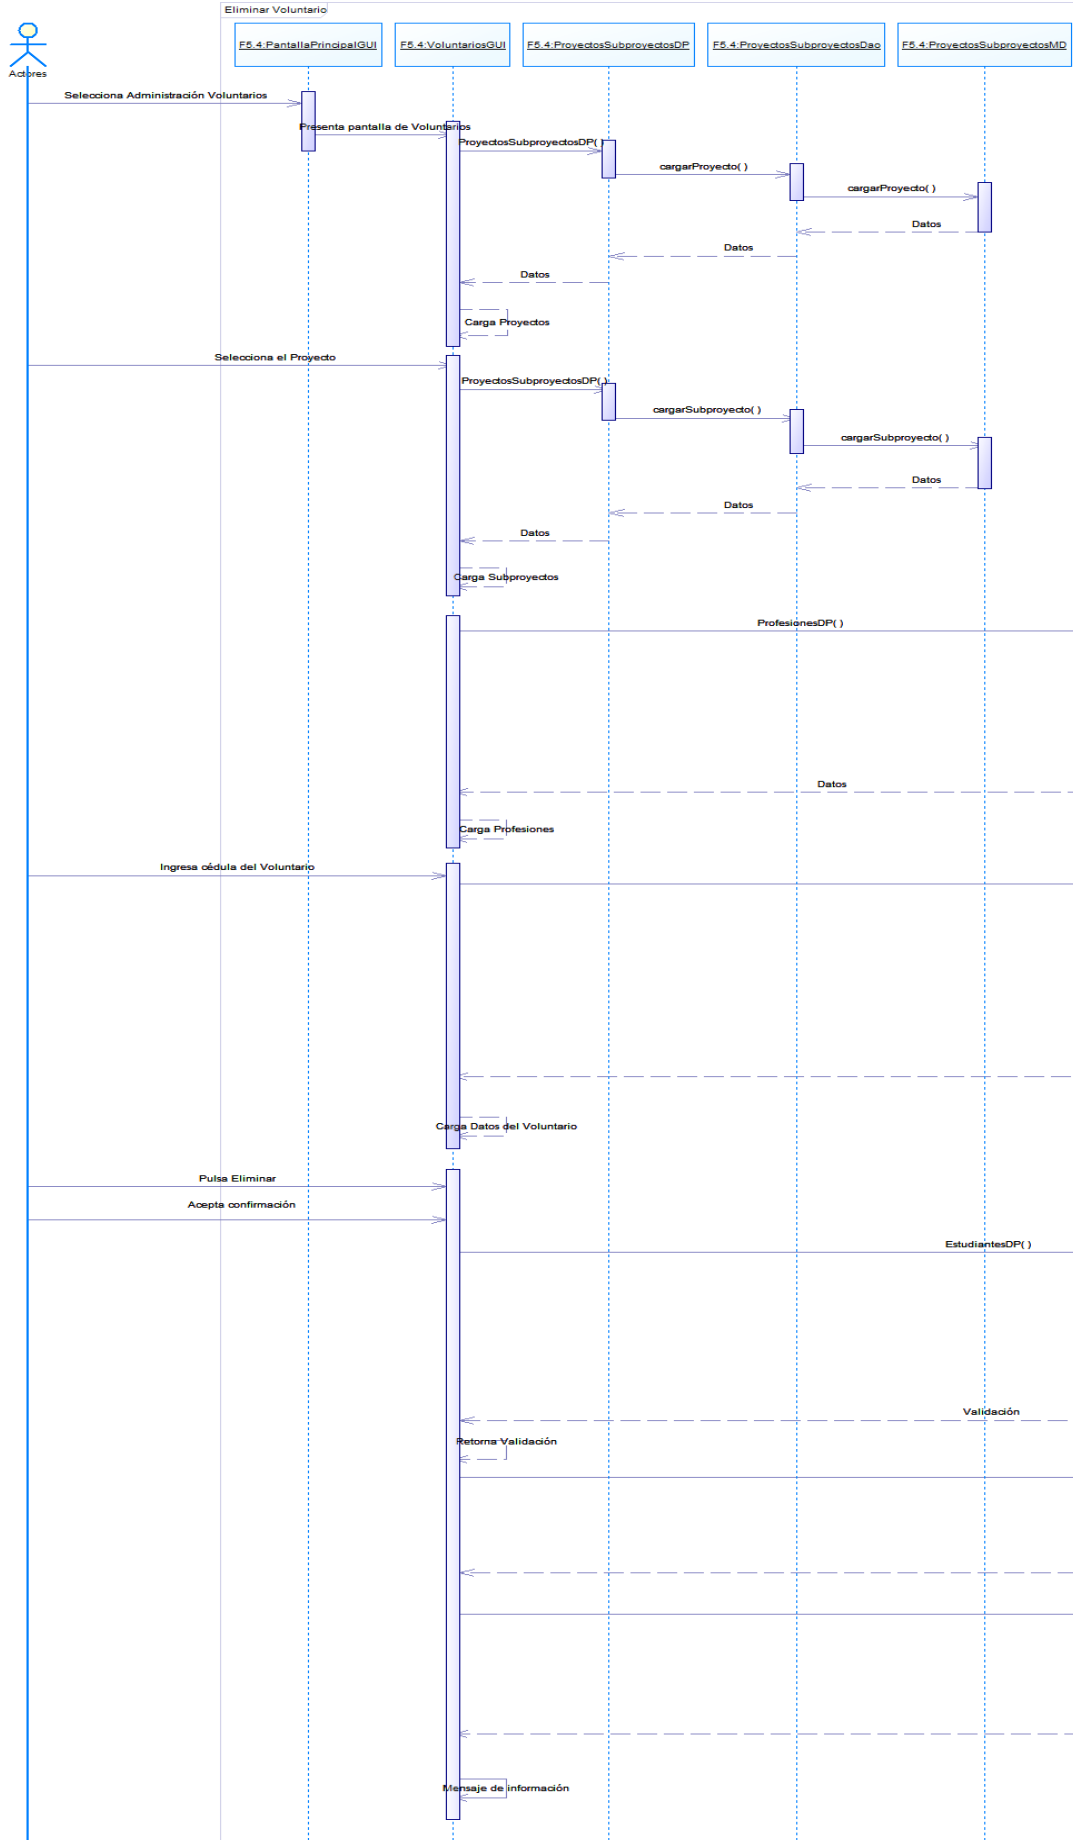 Eliminar Voluntario
Actores
F5.4:PantallaPrincipalGUI
F5.4:VoluntariosGUI
F5.4:ProyectosSubproyectosDP
F5.4:ProyectosSubproyectosDao
F5.4:ProyectosSubproyectosMD
Selecciona Administración Voluntarios
Presenta pantalla de Voluntarios
ProyectosSubproyectosDP( )
cargarProyecto( )
cargarProyecto( )
Datos
Datos
Datos
Carga Proyectos
Selecciona el Proyecto
ProyectosSubproyectosDP( )
cargarSubproyecto( )
cargarSubproyecto( )
Datos
Datos
Datos
Carga Subproyectos
ProfesionesDP( )
Datos
Carga Profesiones
Ingresa cédula del Voluntario
Carga Datos del Voluntario
Pulsa Eliminar
Acepta confirmación
EstudiantesDP( )
Validación
Retorna Validación
Mensaje de información